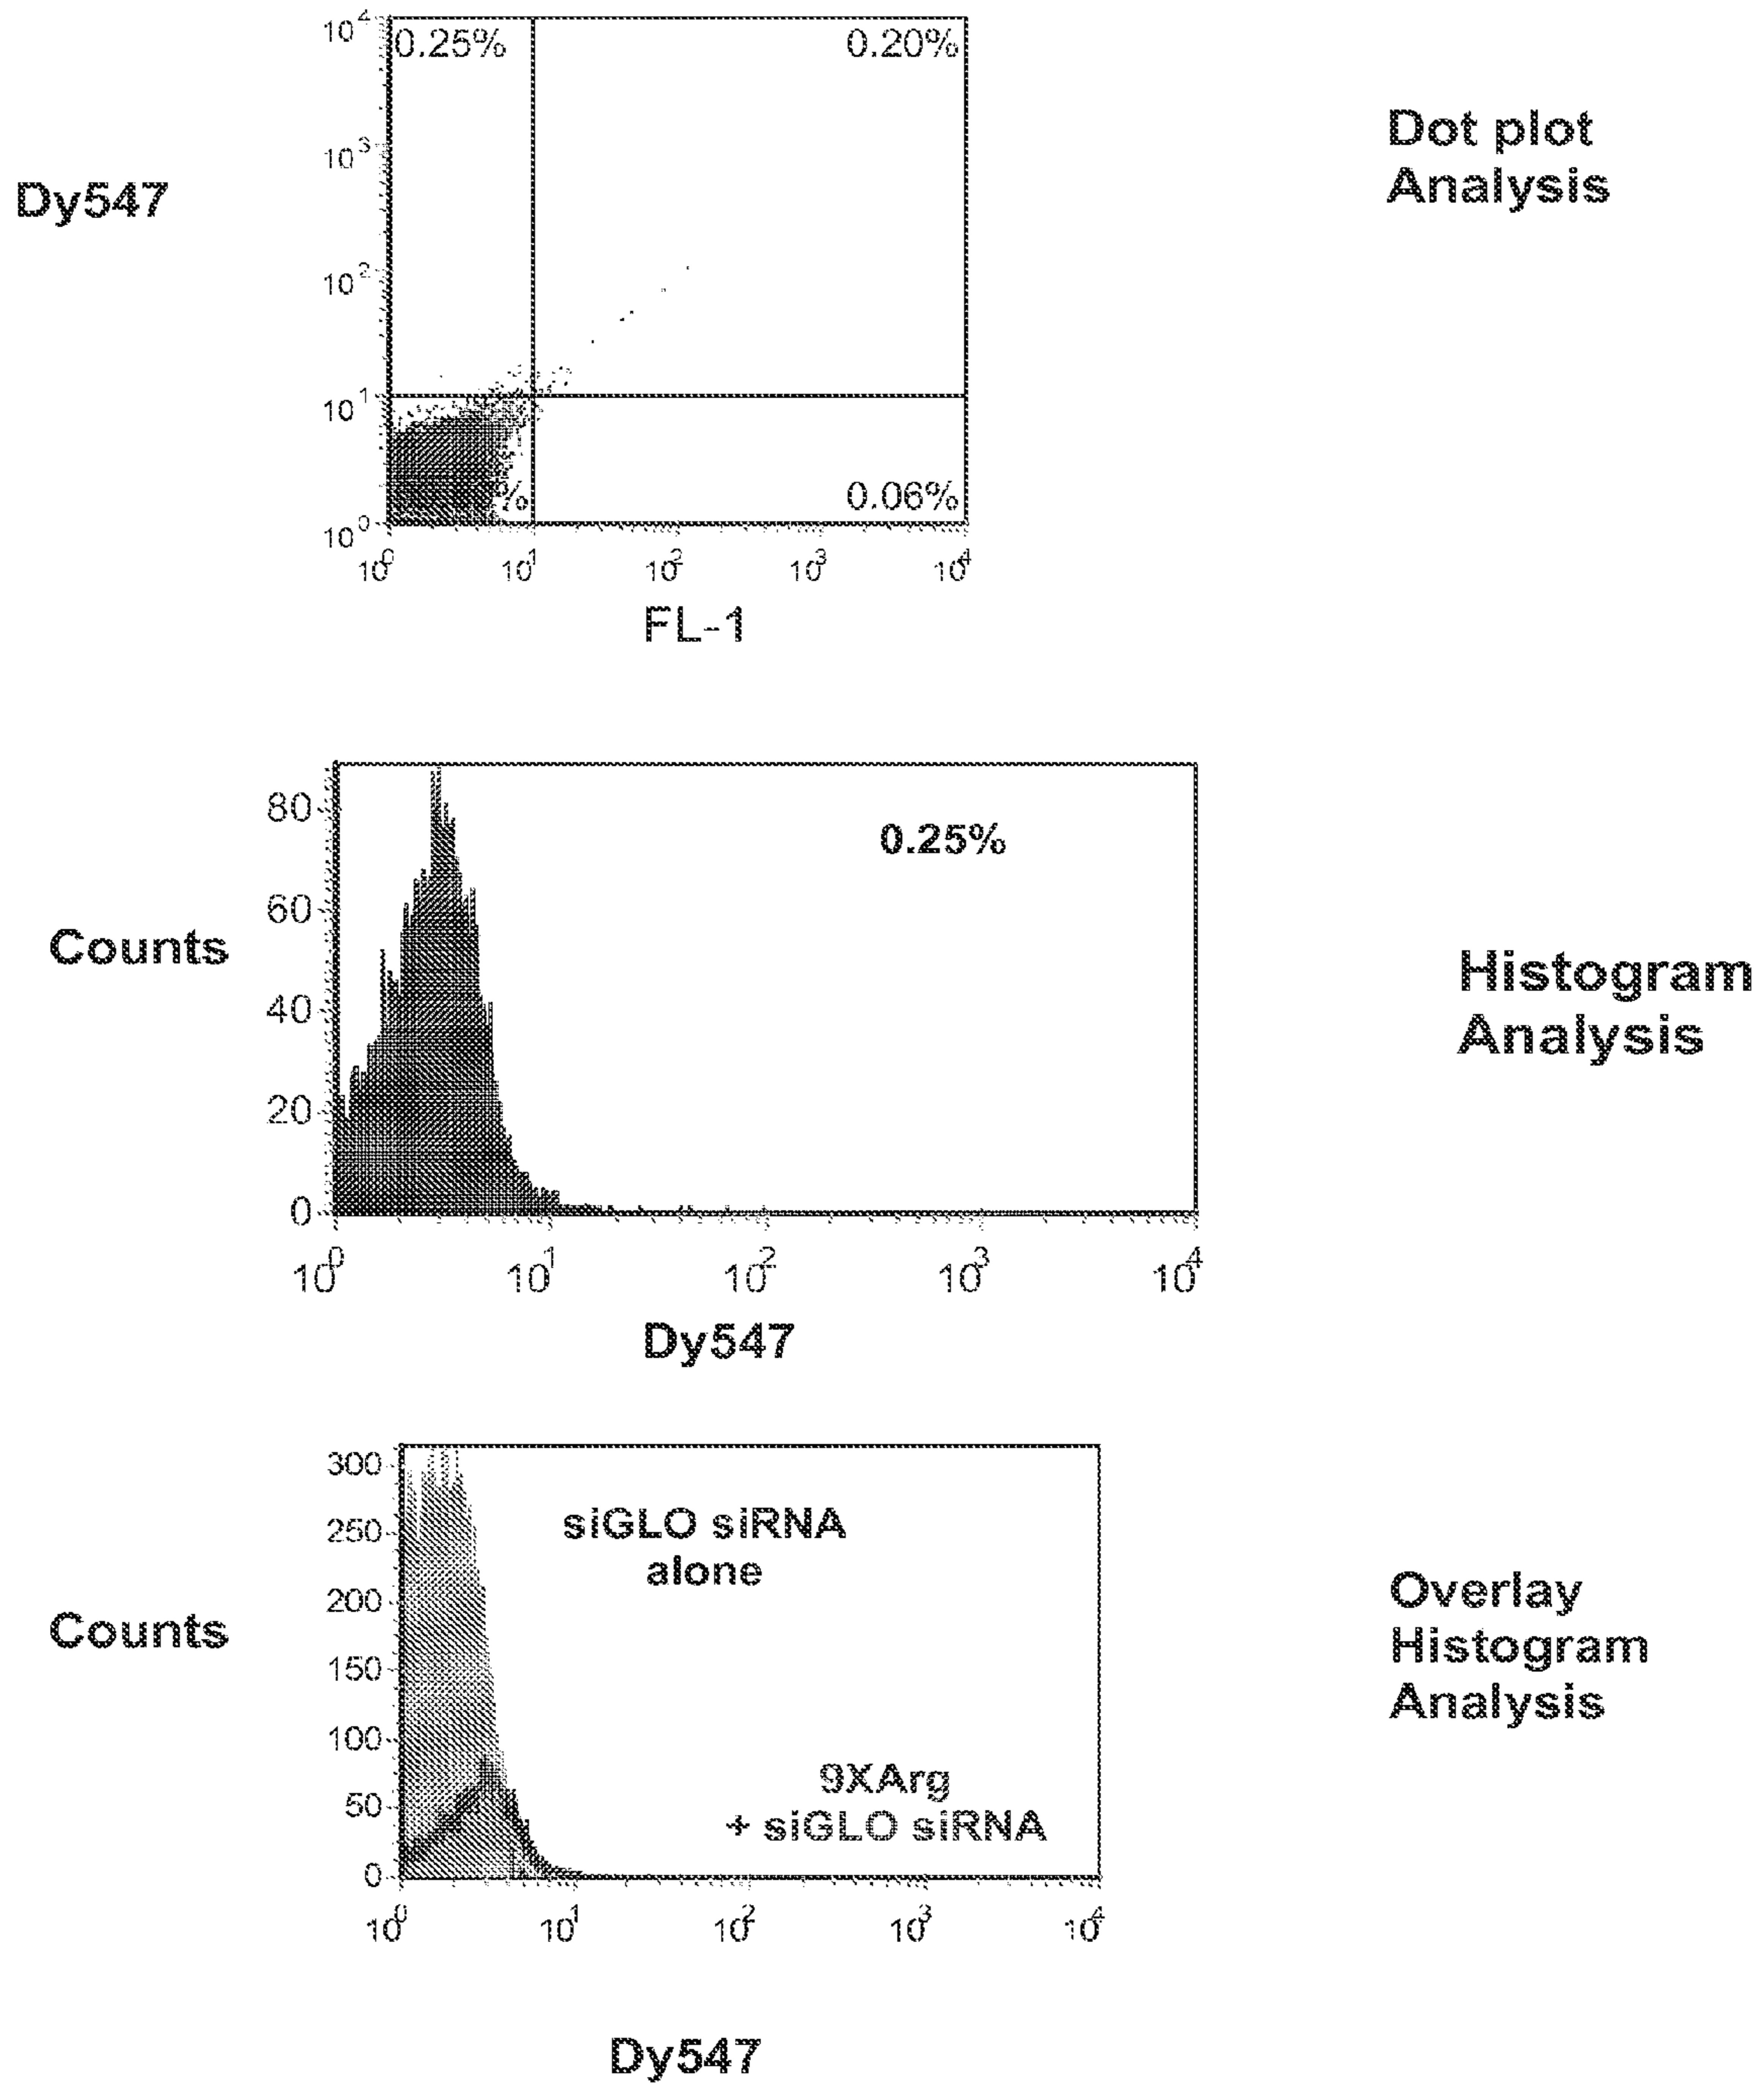 10^4
0.25%
0.20%
Dot plot
Analysis
10^3
Dy547
10^2
10^1
%
0.06%
10^0
10^0 10^1 10^2 10^3 10^4
FL-1
80
0.25%
60
Counts
Histogram
Analysis
40
20
0
10^0 10^1 10^2 10^3 10^4
Dy547
300
siGLO siRNA
250
alone
200
Overlay
Counts
Histogram
150
Analysis
100
9XArg
50
+ siGLO siRNA
0
10^0 10^1 10^2 10^3 10^4
Dy547